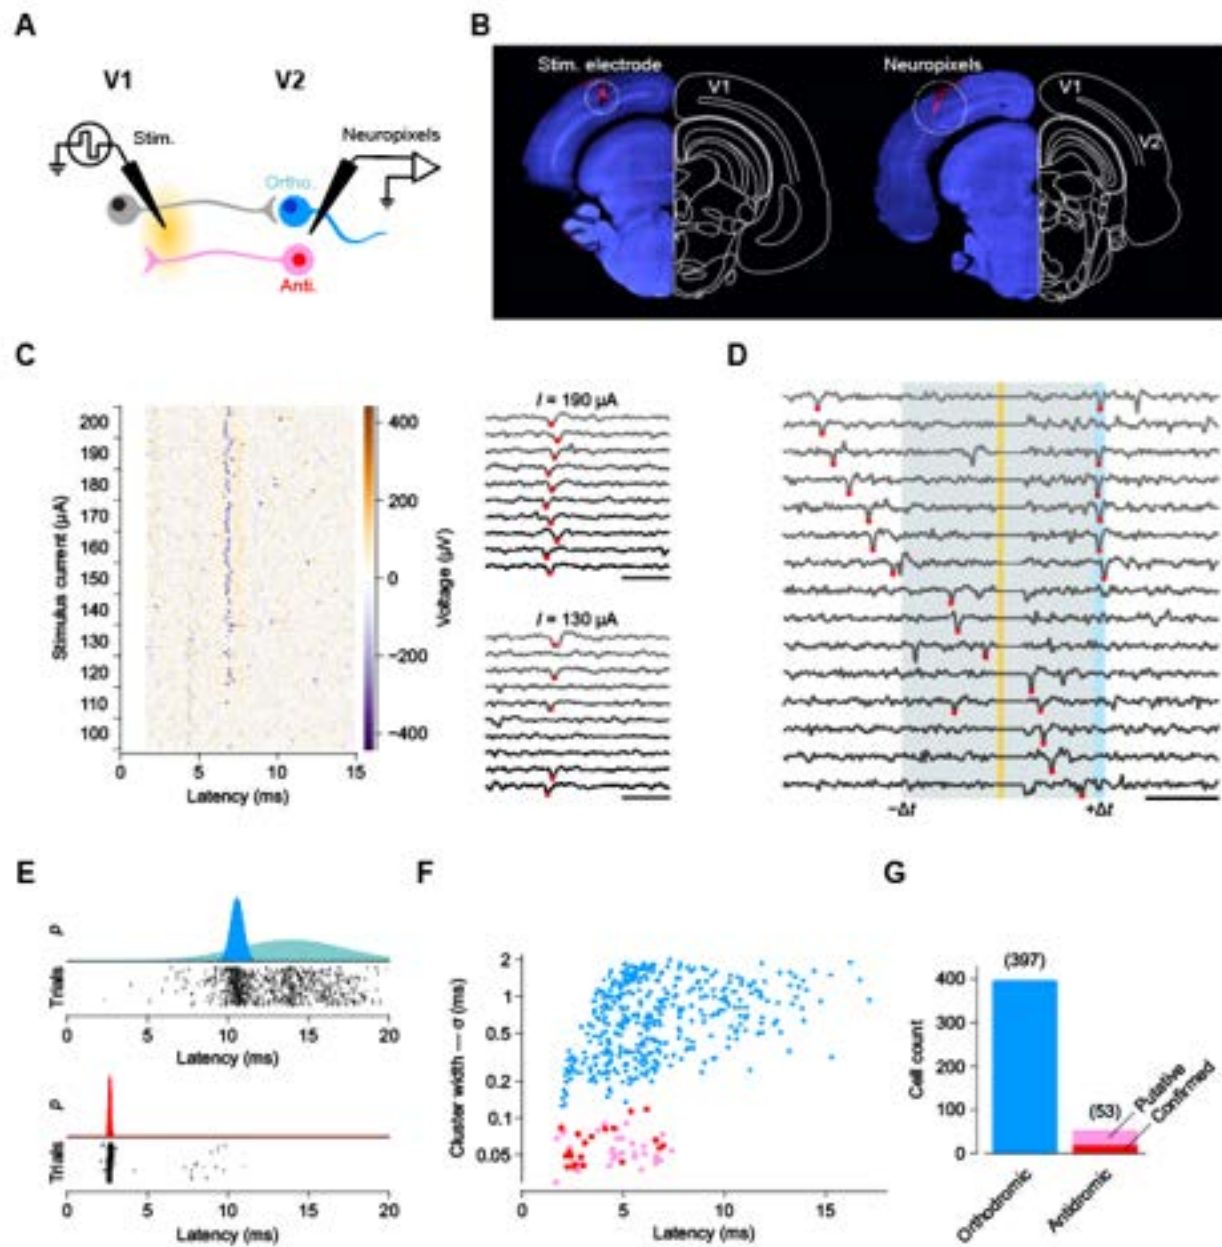 A
V1
V2
Stim.
Neuropixels
Ortho.
Anti.
B
Stim. electrode
V1
Neuropixels
V1
V2
C
Stimulus current (µA)
200
190
180
170
160
150
140
130
120
110
100
0
5
10
15
Latency (ms)
400
200
0
−200
−400
Voltage (µV)
I = 190 µA
I = 130 µA
D
−Δt
+Δt
E
p
Trials
0
5
10
15
20
Latency (ms)
p
Trials
0
5
10
15
20
Latency (ms)
F
Cluster width — σ (ms)
2
1
0.5
0.2
0.1
0.05
0
5
10
15
Latency (ms)
G
Cell count
400
300
200
100
0
(397)
(53)
Putative
Confirmed
Orthodromic
Antidromic